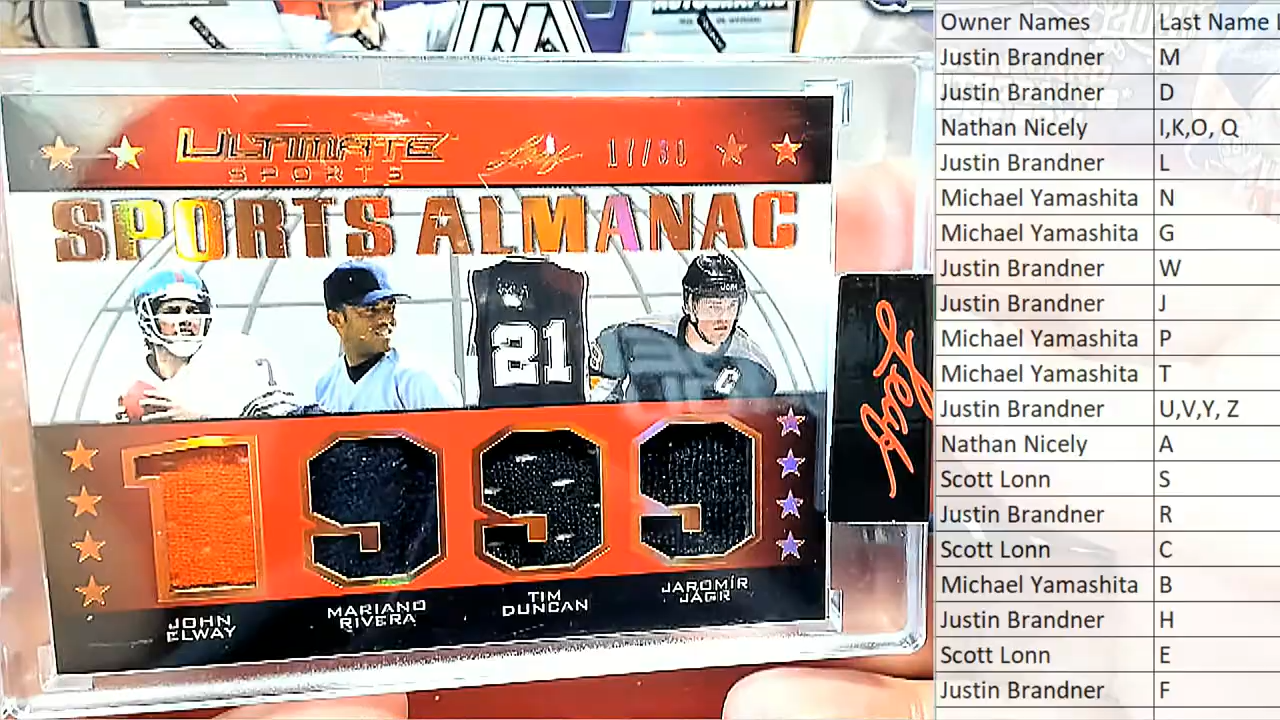 ULTIMATE
SPORTS
Leaf
SPORTS ALMANAC
21
C
1999
JOHN
ELWAY
MARIANO
RIVERA
TIM
DUNCAN
JAROMÍR
JAGR
Leaf
Owner Names Last Name
Justin Brandner M
Justin Brandner D
Nathan Nicely I,K,O, Q
Justin Brandner L
Michael Yamashita N
Michael Yamashita G
Justin Brandner W
Justin Brandner J
Michael Yamashita P
Michael Yamashita T
Justin Brandner U,V,Y, Z
Nathan Nicely A
Scott Lonn S
Justin Brandner R
Scott Lonn C
Michael Yamashita B
Justin Brandner H
Scott Lonn E
Justin Brandner F